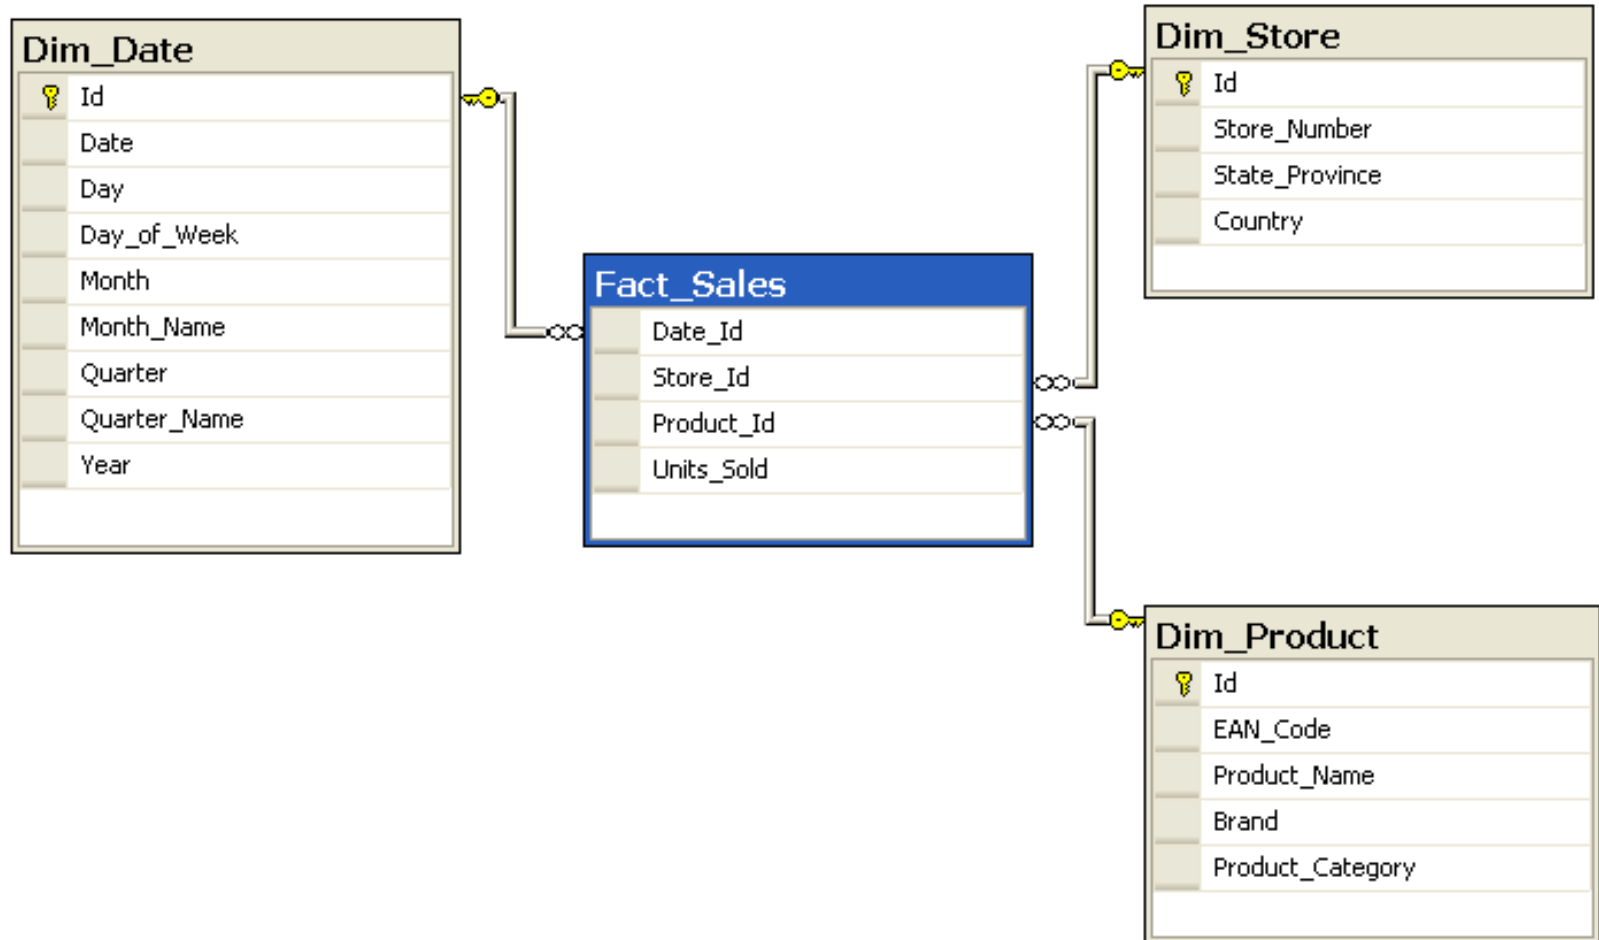 Dim_Date
Id
Date
Day
Day_of_Week
Month
Month_Name
Quarter
Quarter_Name
Year
Fact_Sales
Date_Id
Store_Id
Product_Id
Units_Sold
Dim_Store
Id
Store_Number
State_Province
Country
Dim_Product
Id
EAN_Code
Product_Name
Brand
Product_Category